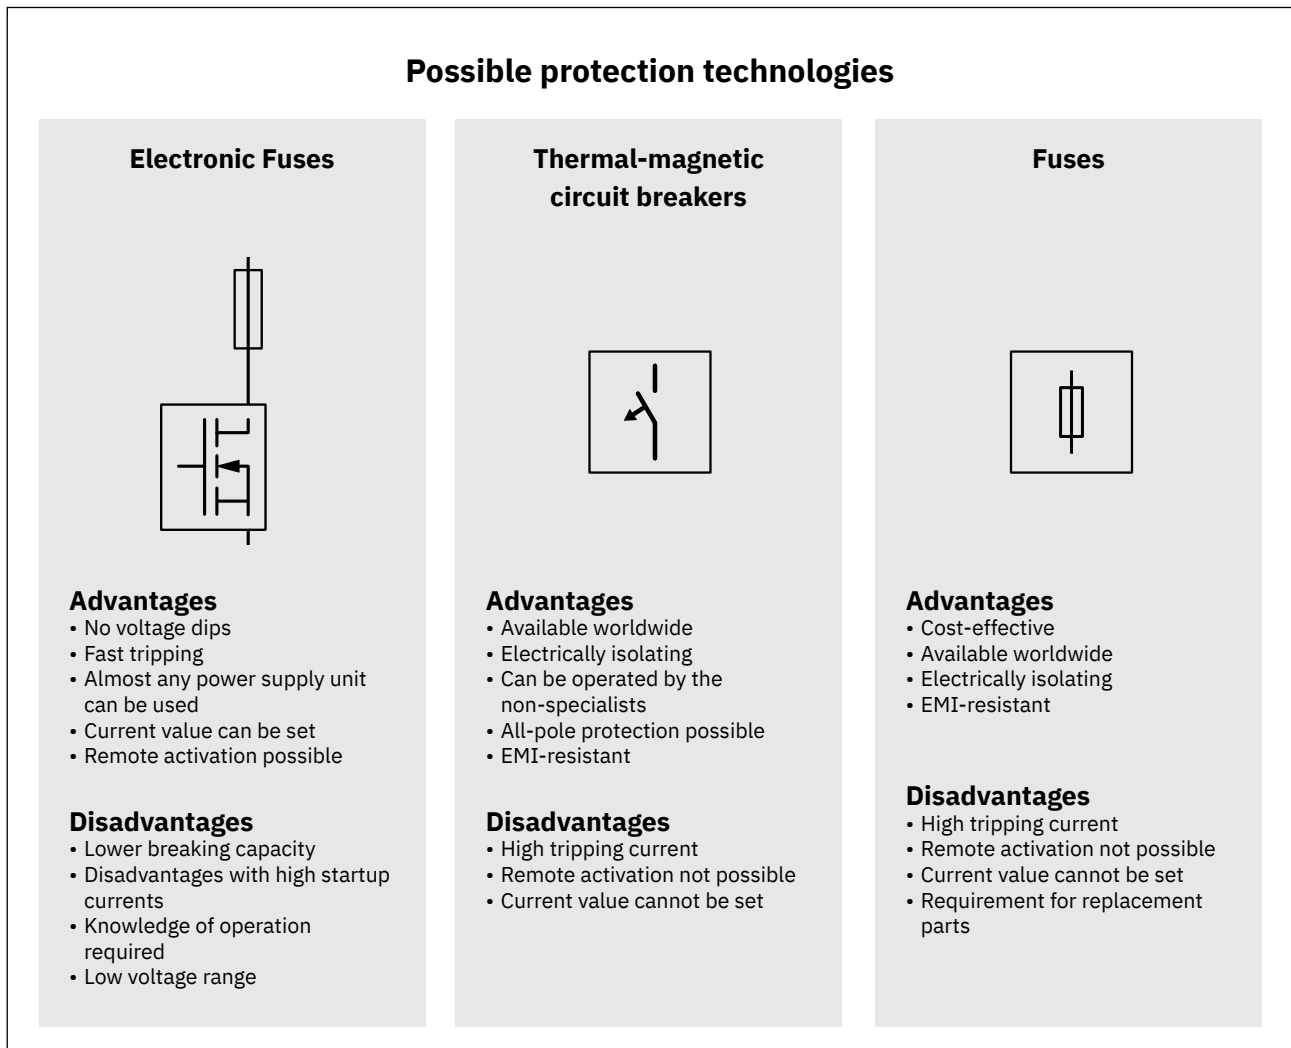 Possible protection technologies
Electronic Fuses
Advantages
• No voltage dips
• Fast tripping
• Almost any power supply unit
can be used
• Current value can be set
• Remote activation possible
Disadvantages
• Lower breaking capacity
• Disadvantages with high startup
currents
• Knowledge of operation
required
• Low voltage range
Thermal-magnetic
circuit breakers
Advantages
• Available worldwide
• Electrically isolating
• Can be operated by the
non-specialists
• All-pole protection possible
• EMI-resistant
Disadvantages
• High tripping current
• Remote activation not possible
• Current value cannot be set
Fuses
Advantages
• Cost-effective
• Available worldwide
• Electrically isolating
• EMI-resistant
Disadvantages
• High tripping current
• Remote activation not possible
• Current value cannot be set
• Requirement for replacement
parts